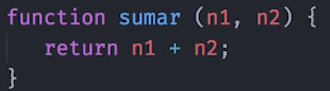 function sumar (n1, n2) {
   return n1 + n2;
}